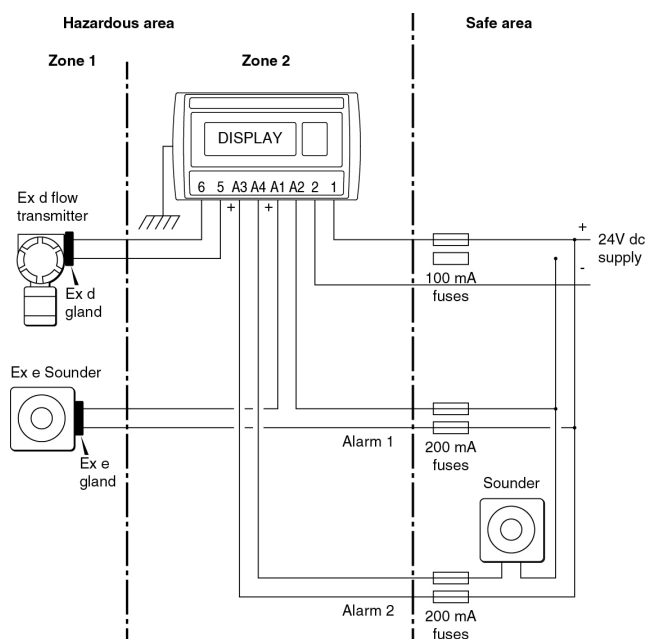 Hazardous area
Safe area
Zone 1
Zone 2
DISPLAY
6 5 A3 A4 A1 A2 2 1
+ +
Ex d flow
transmitter
Ex d
gland
+
24V dc
supply
-
100 mA
fuses
Ex e Sounder
Ex e
gland
Alarm 1
200 mA
fuses
Sounder
Alarm 2
200 mA
fuses